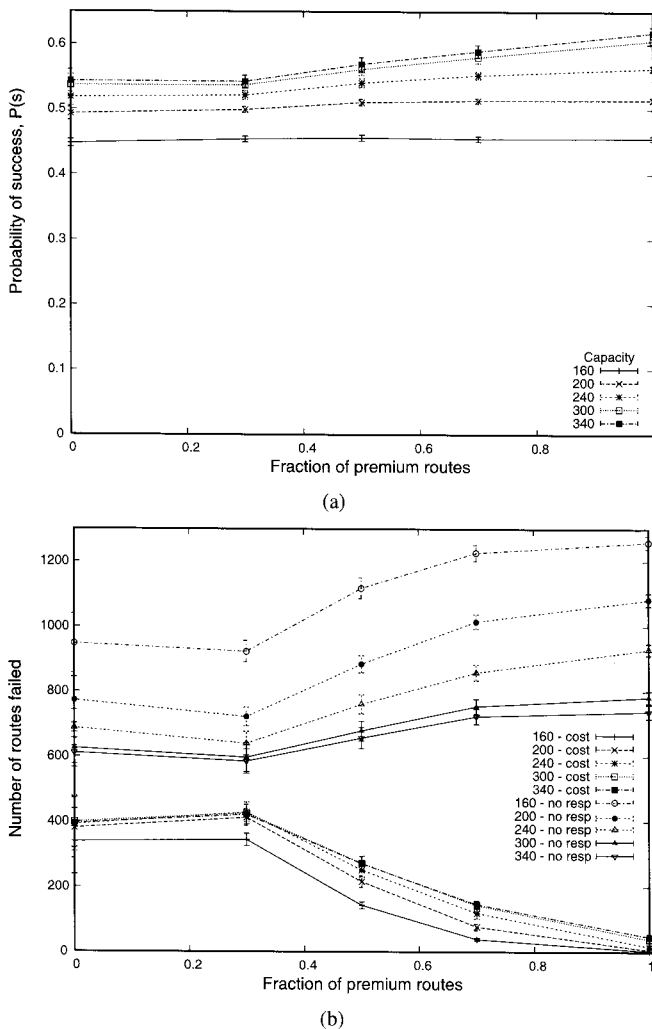 0.6
0.5
0.4
0.3
0.2
0.1
0
Probability of success, P(s)
Capacity
160
200
240
300
340
0 0.2 0.4 0.6 0.8
Fraction of premium routes
(a)
1200
1000
800
600
400
200
0
Number of routes failed
160 - cost
200 - cost
240 - cost
300 - cost
340 - cost
160 - no resp
200 - no resp
240 - no resp
300 - no resp
340 - no resp
0 0.2 0.4 0.6 0.8 1
Fraction of premium routes
(b)